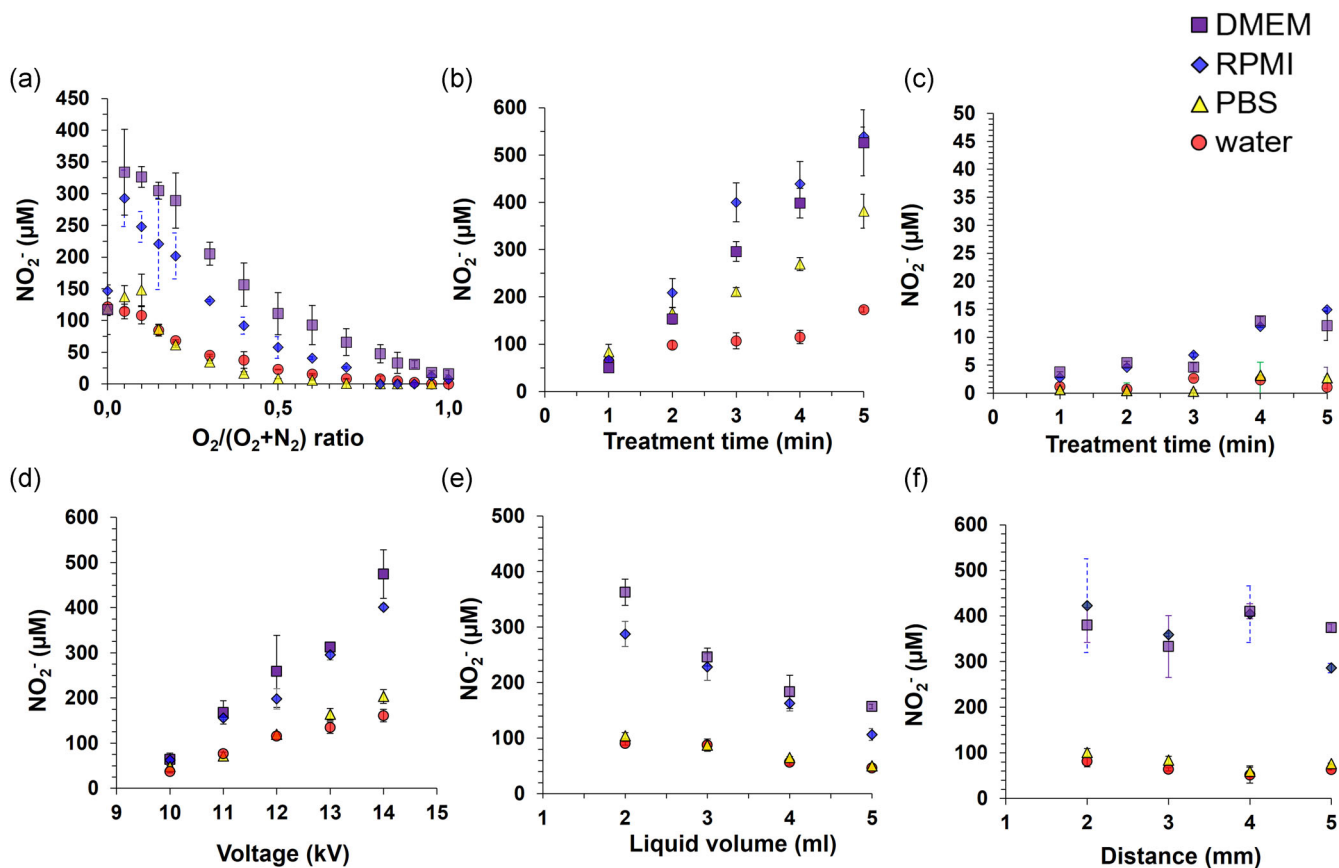 DMEM
RPMI
PBS
water
(a)
450
400
350
300
250
200
150
100
50
0
NO₂⁻ (µM)
0,0 0,5 1,0
O₂/(O₂+N₂) ratio
(b)
600
500
400
300
200
100
0
NO₂⁻ (µM)
0 1 2 3 4 5
Treatment time (min)
(c)
50
45
40
35
30
25
20
15
10
5
0
NO₂⁻ (µM)
0 1 2 3 4 5
Treatment time (min)
(d)
600
500
400
300
200
100
0
NO₂⁻ (µM)
9 10 11 12 13 14 15
Voltage (kV)
(e)
500
400
300
200
100
0
NO₂⁻ (µM)
1 2 3 4 5
Liquid volume (ml)
(f)
600
500
400
300
200
100
0
NO₂⁻ (µM)
1 2 3 4 5
Distance (mm)